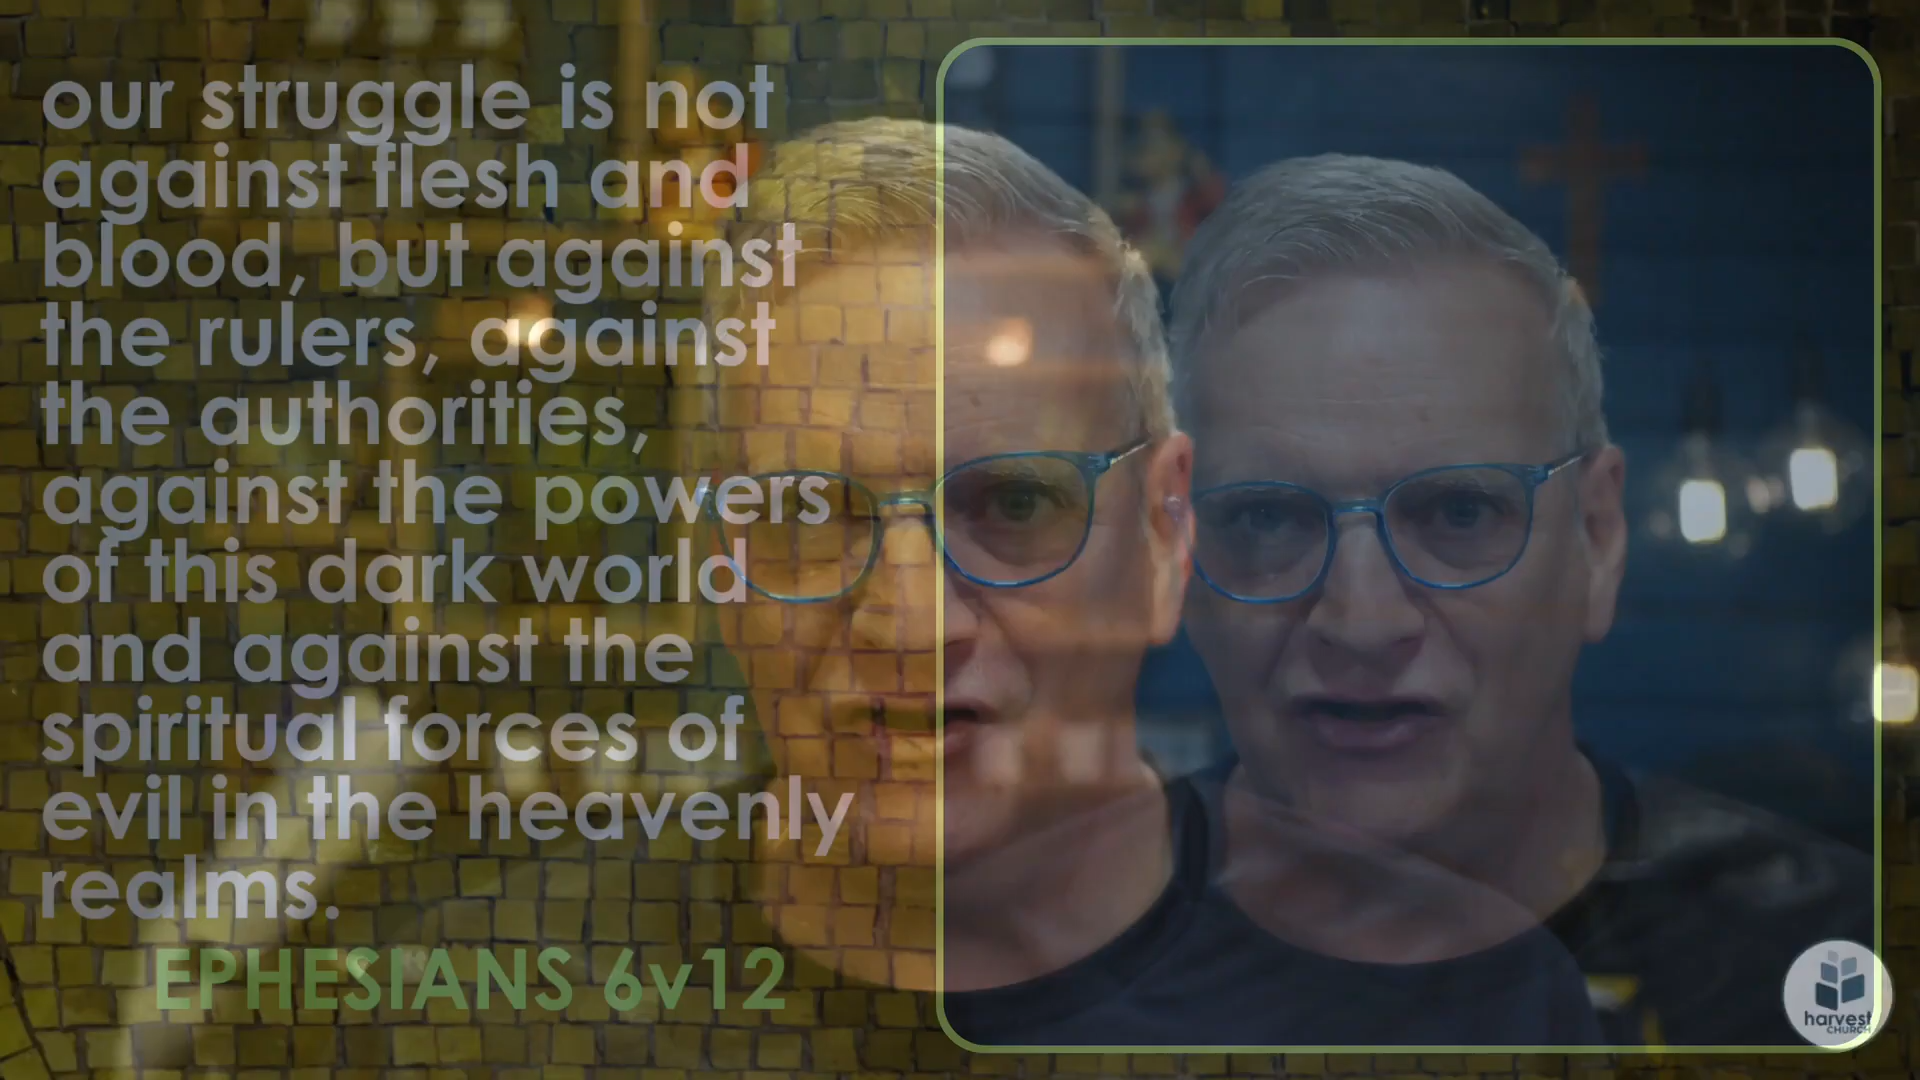 our struggle is not
against flesh and
blood, but against
the rulers, against
the authorities,
against the powers
of this dark world
and against the
spiritual forces of
evil in the heavenly
realms.
EPHESIANS 6v12
harvest
CHURCH